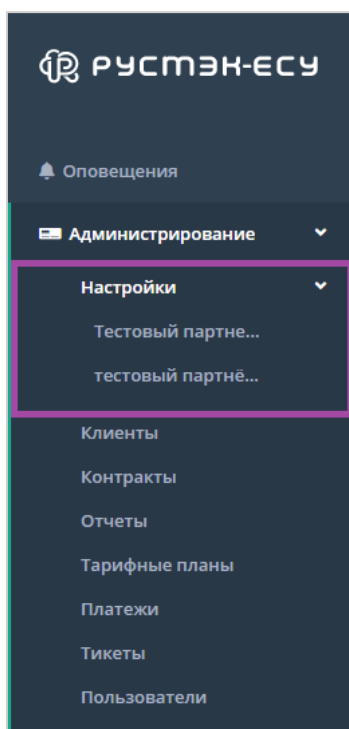 РУСТЭК-ЕСУ
Оповещения
Администрирование
Настройки
Тестовый партне...
тестовый партнё...
Клиенты
Контракты
Отчеты
Тарифные планы
Платежи
Тикеты
Пользователи